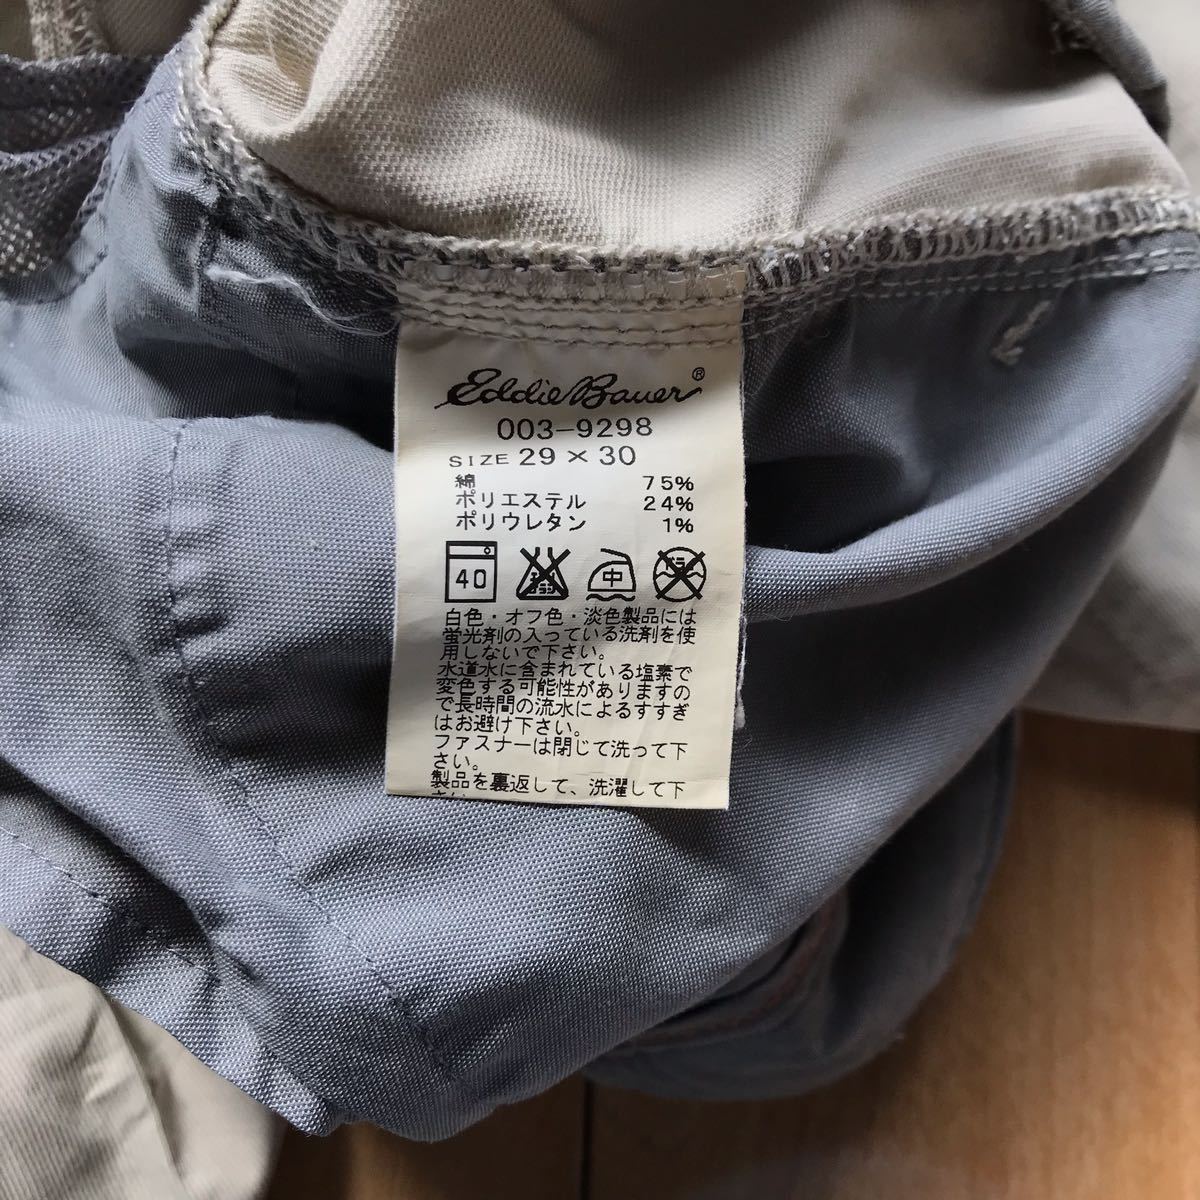 Eddie Bauer®
003-9298
SIZE 29×30
綿 75%
ポリエステル 24%
ポリウレタン 1%
40 中
白色・オフ色・淡色製品には
蛍光剤の入っている洗剤を使
用しないで下さい。
水道水に含まれている塩素で
変色する可能性がありますの
で長時間の流水によるすすぎ
はお避け下さい。
ファスナーは閉じて洗って下
さい。
製品を裏返して、洗濯して下